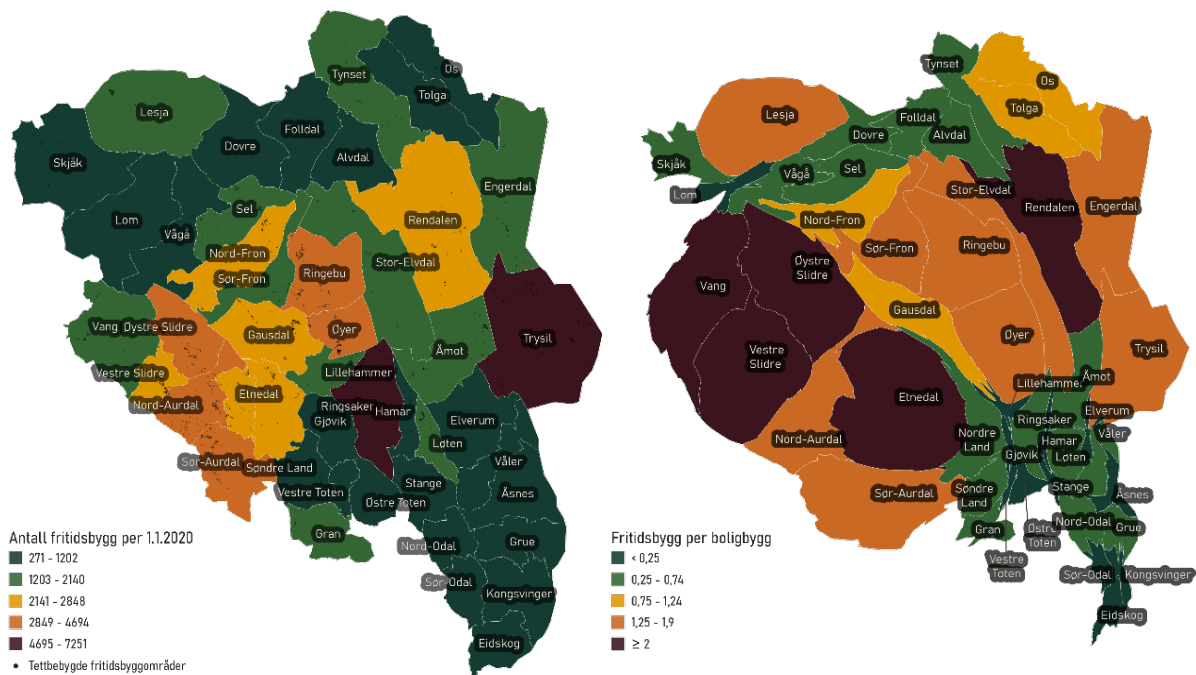 Tynset
Os
Tolga
Lesja
Folldal
Dovre
Alvdal
Skjåk
Engerdal
Sel
Rendalen
Lom
Vågå
Nord-Fron
Stor-Elvdal
Ringebu
Sør-Fron
Vang
Øystre Slidre
Øyer
Gausdal
Trysil
Åmot
Vestre Slidre
Lillehammer
Etnedal
Nord-Aurdal
Ringsaker
Hamar
Gjøvik
Elverum
Løten
Sør-Aurdal
Søndre Land
Våler
Stange
Vestre Toten
Østre Toten
Åsnes
Gran
Nord-Odal
Grue
Sør-Odal
Kongsvinger
Eidskog
Antall fritidsbygg per 1.1.2020
271 - 1202
1203 - 2140
2141 - 2848
2849 - 4694
4695 - 7251
Tettbebygde fritidsbyggområder
Tynset
Os
Tolga
Lesja
Folldal
Dovre
Alvdal
Skjåk
Vågå
Sel
Lom
Stor-Elvdal
Rendalen
Engerdal
Nord-Fron
Sør-Fron
Ringebu
Øystre
Slidre
Vang
Gausdal
Øyer
Trysil
Vestre
Slidre
Lillehammer
Åmot
Etnedal
Elverum
Ringsaker
Våler
Nord-Aurdal
Nordre
Land
Hamar
Gjøvik
Løten
Stange
Sør-Aurdal
Søndre
Land
Åsnes
Gran
Østre
Toten
Nord-Odal
Grue
Vestre
Toten
Sør-Odal
Kongsvinger
Eidskog
Fritidsbygg per boligbygg
< 0,25
0,25 - 0,74
0,75 - 1,24
1,25 - 1,9
≥ 2